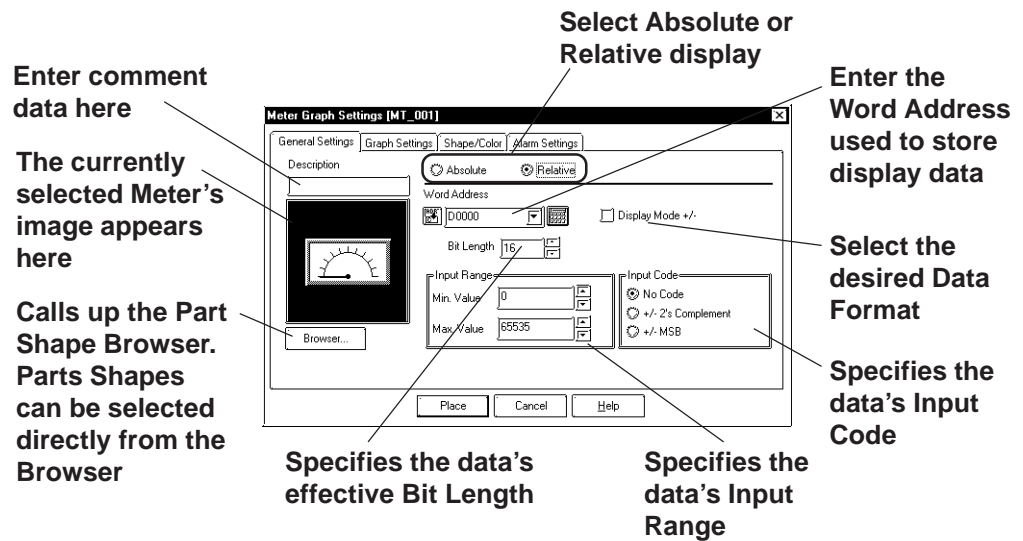 Select Absolute or
Relative display
Enter comment
data here
Enter the
Word Address
used to store
display data
The currently
selected Meter's
image appears
here
Calls up the Part
Shape Browser.
Parts Shapes
can be selected
directly from the
Browser
Meter Graph Settings [MT_001]
General Settings
Graph Settings
Shape/Color
Alarm Settings
Description
Absolute
Relative
Word Address
D0000
Display Mode +/-
Bit Length
16
Input Range
Min. Value
0
Max. Value
65535
Input Code
No Code
+/- 2's Complement
+/- MSB
Browser...
Place
Cancel
Help
Select the
desired Data
Format
Specifies the
data's Input
Code
Specifies the data's
effective Bit Length
Specifies the
data's Input
Range